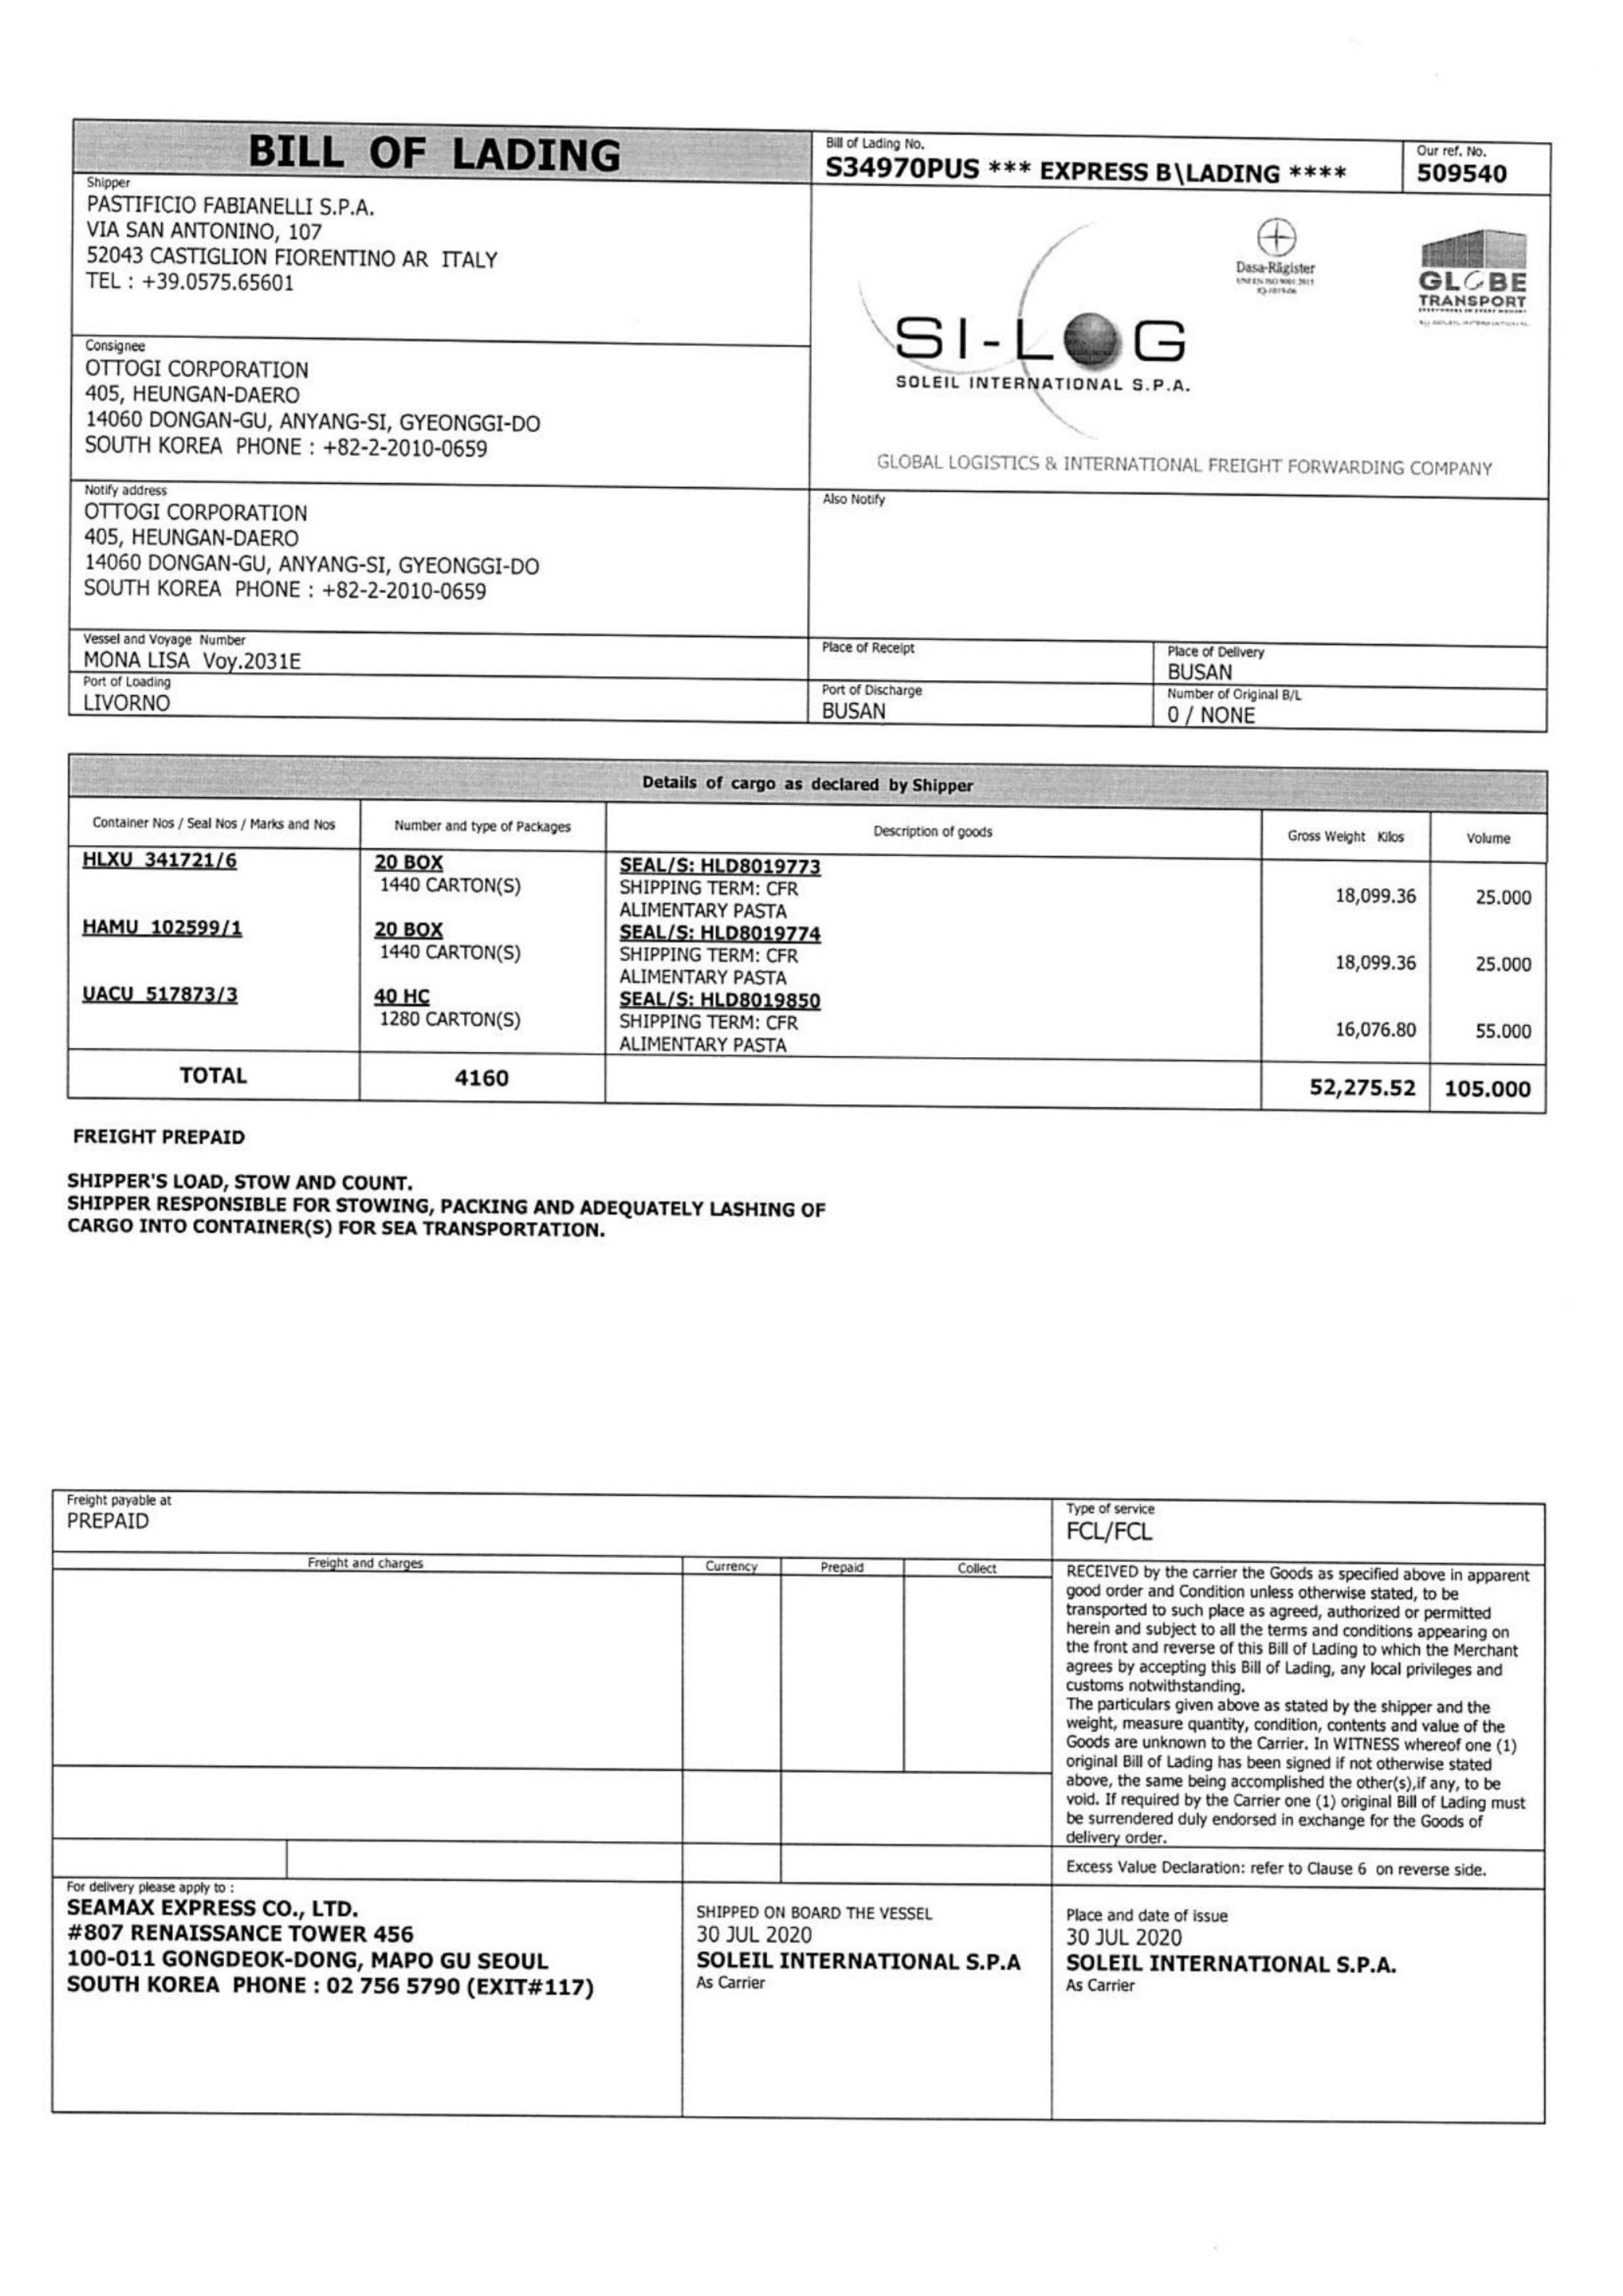 BILL OF LADING
Bill of Lading No.
S34970PUS *** EXPRESS B\LADING ****
Our ref. No.
509540
Shipper
PASTIFICIO FABIANELLI S.P.A.
VIA SAN ANTONINO, 107
52043 CASTIGLION FIORENTINO AR ITALY
TEL : +39.0575.65601
Dasa-Rägister
UNI EN ISO 9001:2015
IQ-1019-06
GLOBE
TRANSPORT
SI-LOG
SOLEIL INTERNATIONAL S.P.A.
GLOBAL LOGISTICS & INTERNATIONAL FREIGHT FORWARDING COMPANY
Consignee
OTTOGI CORPORATION
405, HEUNGAN-DAERO
14060 DONGAN-GU, ANYANG-SI, GYEONGGI-DO
SOUTH KOREA PHONE : +82-2-2010-0659
Notify address
OTTOGI CORPORATION
405, HEUNGAN-DAERO
14060 DONGAN-GU, ANYANG-SI, GYEONGGI-DO
SOUTH KOREA PHONE : +82-2-2010-0659
Also Notify
Vessel and Voyage Number
MONA LISA Voy.2031E
Place of Receipt
Place of Delivery
BUSAN
Port of Loading
LIVORNO
Port of Discharge
BUSAN
Number of Original B/L
0 / NONE
Details of cargo as declared by Shipper
Container Nos / Seal Nos / Marks and Nos
Number and type of Packages
Description of goods
Gross Weight Kilos
Volume
HLXU 341721/6
20 BOX
SEAL/S: HLD8019773
1440 CARTON(S)
SHIPPING TERM: CFR
18,099.36
25.000
ALIMENTARY PASTA
HAMU 102599/1
20 BOX
SEAL/S: HLD8019774
1440 CARTON(S)
SHIPPING TERM: CFR
18,099.36
25.000
ALIMENTARY PASTA
UACU 517873/3
40 HC
SEAL/S: HLD8019850
1280 CARTON(S)
SHIPPING TERM: CFR
16,076.80
55.000
ALIMENTARY PASTA
TOTAL
4160
52,275.52
105.000
FREIGHT PREPAID
SHIPPER'S LOAD, STOW AND COUNT.
SHIPPER RESPONSIBLE FOR STOWING, PACKING AND ADEQUATELY LASHING OF
CARGO INTO CONTAINER(S) FOR SEA TRANSPORTATION.
Freight payable at
PREPAID
Type of service
FCL/FCL
Freight and charges
Currency
Prepaid
Collect
RECEIVED by the carrier the Goods as specified above in apparent
good order and Condition unless otherwise stated, to be
transported to such place as agreed, authorized or permitted
herein and subject to all the terms and conditions appearing on
the front and reverse of this Bill of Lading to which the Merchant
agrees by accepting this Bill of Lading, any local privileges and
customs notwithstanding.
The particulars given above as stated by the shipper and the
weight, measure quantity, condition, contents and value of the
Goods are unknown to the Carrier. In WITNESS whereof one (1)
original Bill of Lading has been signed if not otherwise stated
above, the same being accomplished the other(s),if any, to be
void. If required by the Carrier one (1) original Bill of Lading must
be surrendered duly endorsed in exchange for the Goods of
delivery order.
Excess Value Declaration: refer to Clause 6 on reverse side.
For delivery please apply to :
SEAMAX EXPRESS CO., LTD.
#807 RENAISSANCE TOWER 456
100-011 GONGDEOK-DONG, MAPO GU SEOUL
SOUTH KOREA PHONE : 02 756 5790 (EXIT#117)
SHIPPED ON BOARD THE VESSEL
30 JUL 2020
SOLEIL INTERNATIONAL S.P.A
As Carrier
Place and date of issue
30 JUL 2020
SOLEIL INTERNATIONAL S.P.A.
As Carrier